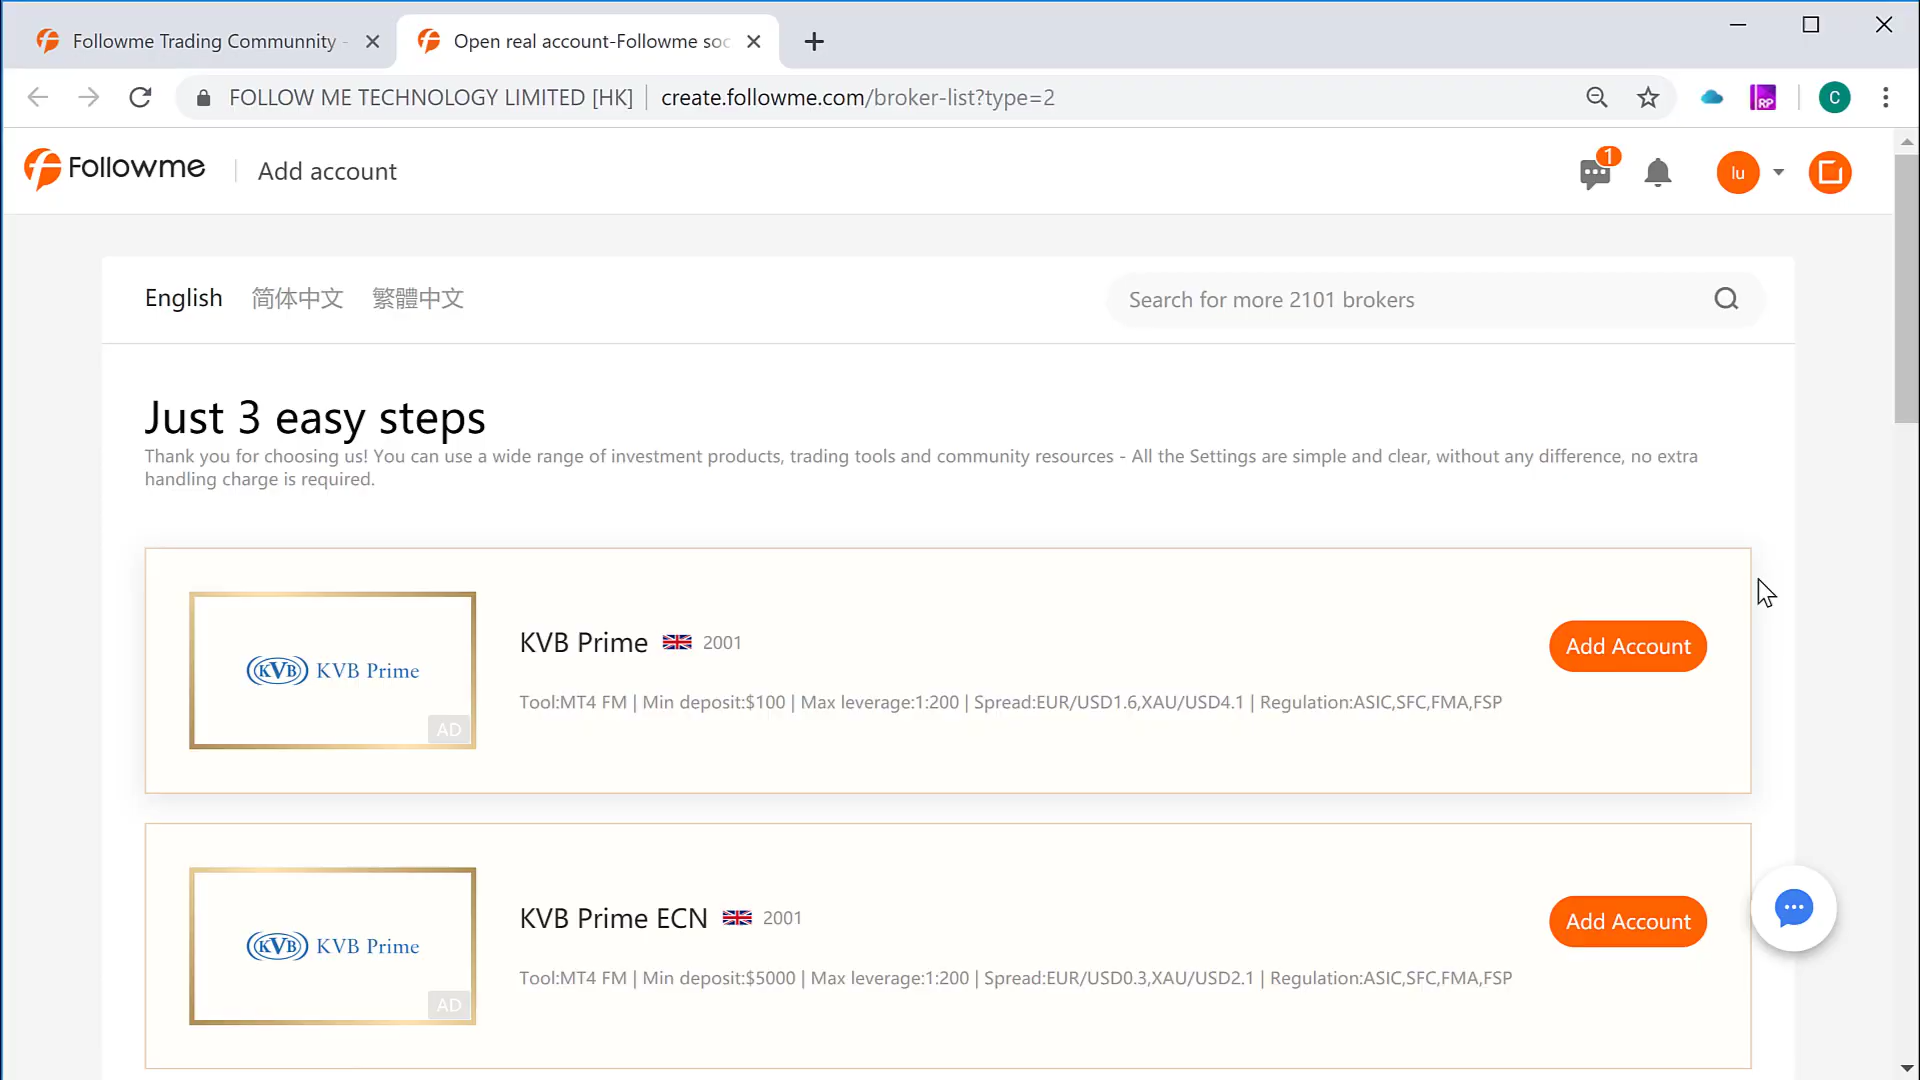 Followme Trading Communnity -
Open real account-Followme soc
FOLLOW ME TECHNOLOGY LIMITED [HK]
create.followme.com/broker-list?type=2
RP
C
Followme
Add account
1
lu
English 简体中文 繁體中文
Search for more 2101 brokers
Just 3 easy steps
Thank you for choosing us! You can use a wide range of investment products, trading tools and community resources - All the Settings are simple and clear, without any difference, no extra
handling charge is required.
KVB KVB Prime
AD
KVB Prime 2001
Add Account
Tool:MT4 FM | Min deposit:$100 | Max leverage:1:200 | Spread:EUR/USD1.6,XAU/USD4.1 | Regulation:ASIC,SFC,FMA,FSP
KVB KVB Prime
AD
KVB Prime ECN 2001
Add Account
Tool:MT4 FM | Min deposit:$5000 | Max leverage:1:200 | Spread:EUR/USD0.3,XAU/USD2.1 | Regulation:ASIC,SFC,FMA,FSP